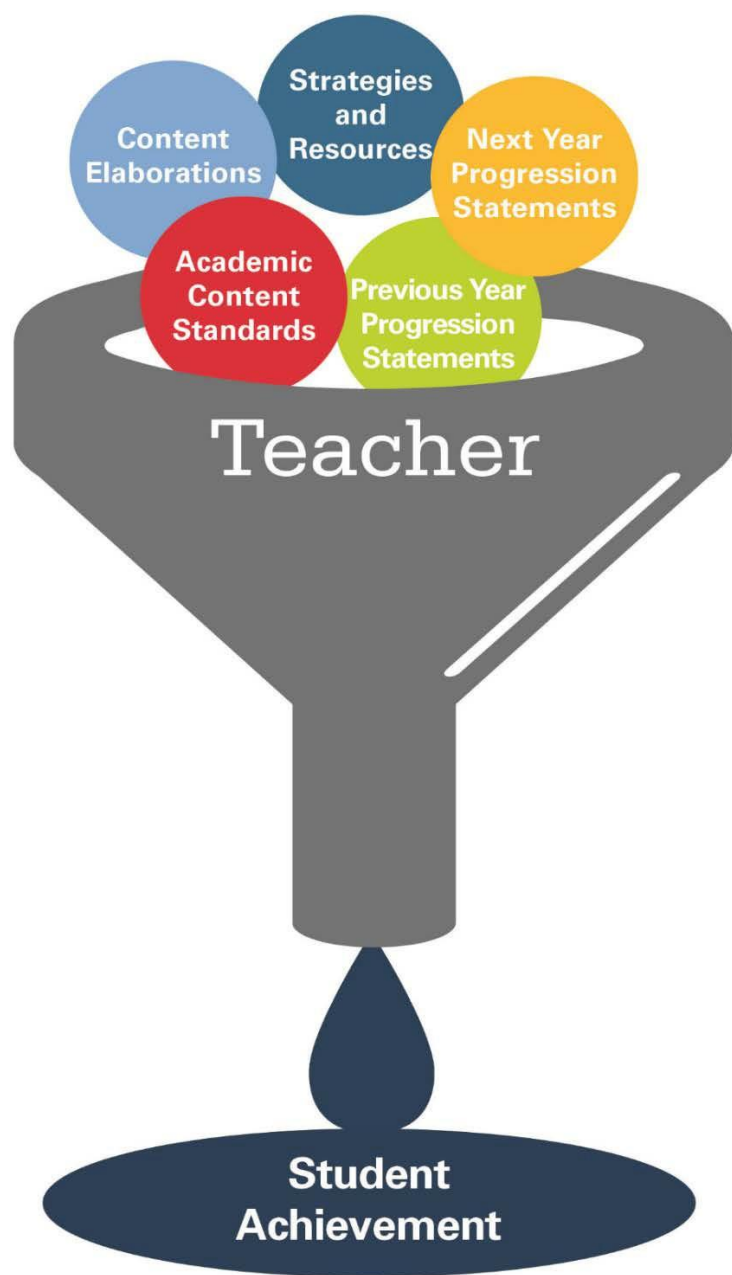 Strategies
and
Resources
Content
Elaborations
Next Year
Progression
Statements
Academic
Content
Standards
Previous Year
Progression
Statements
Teacher
Student
Achievement